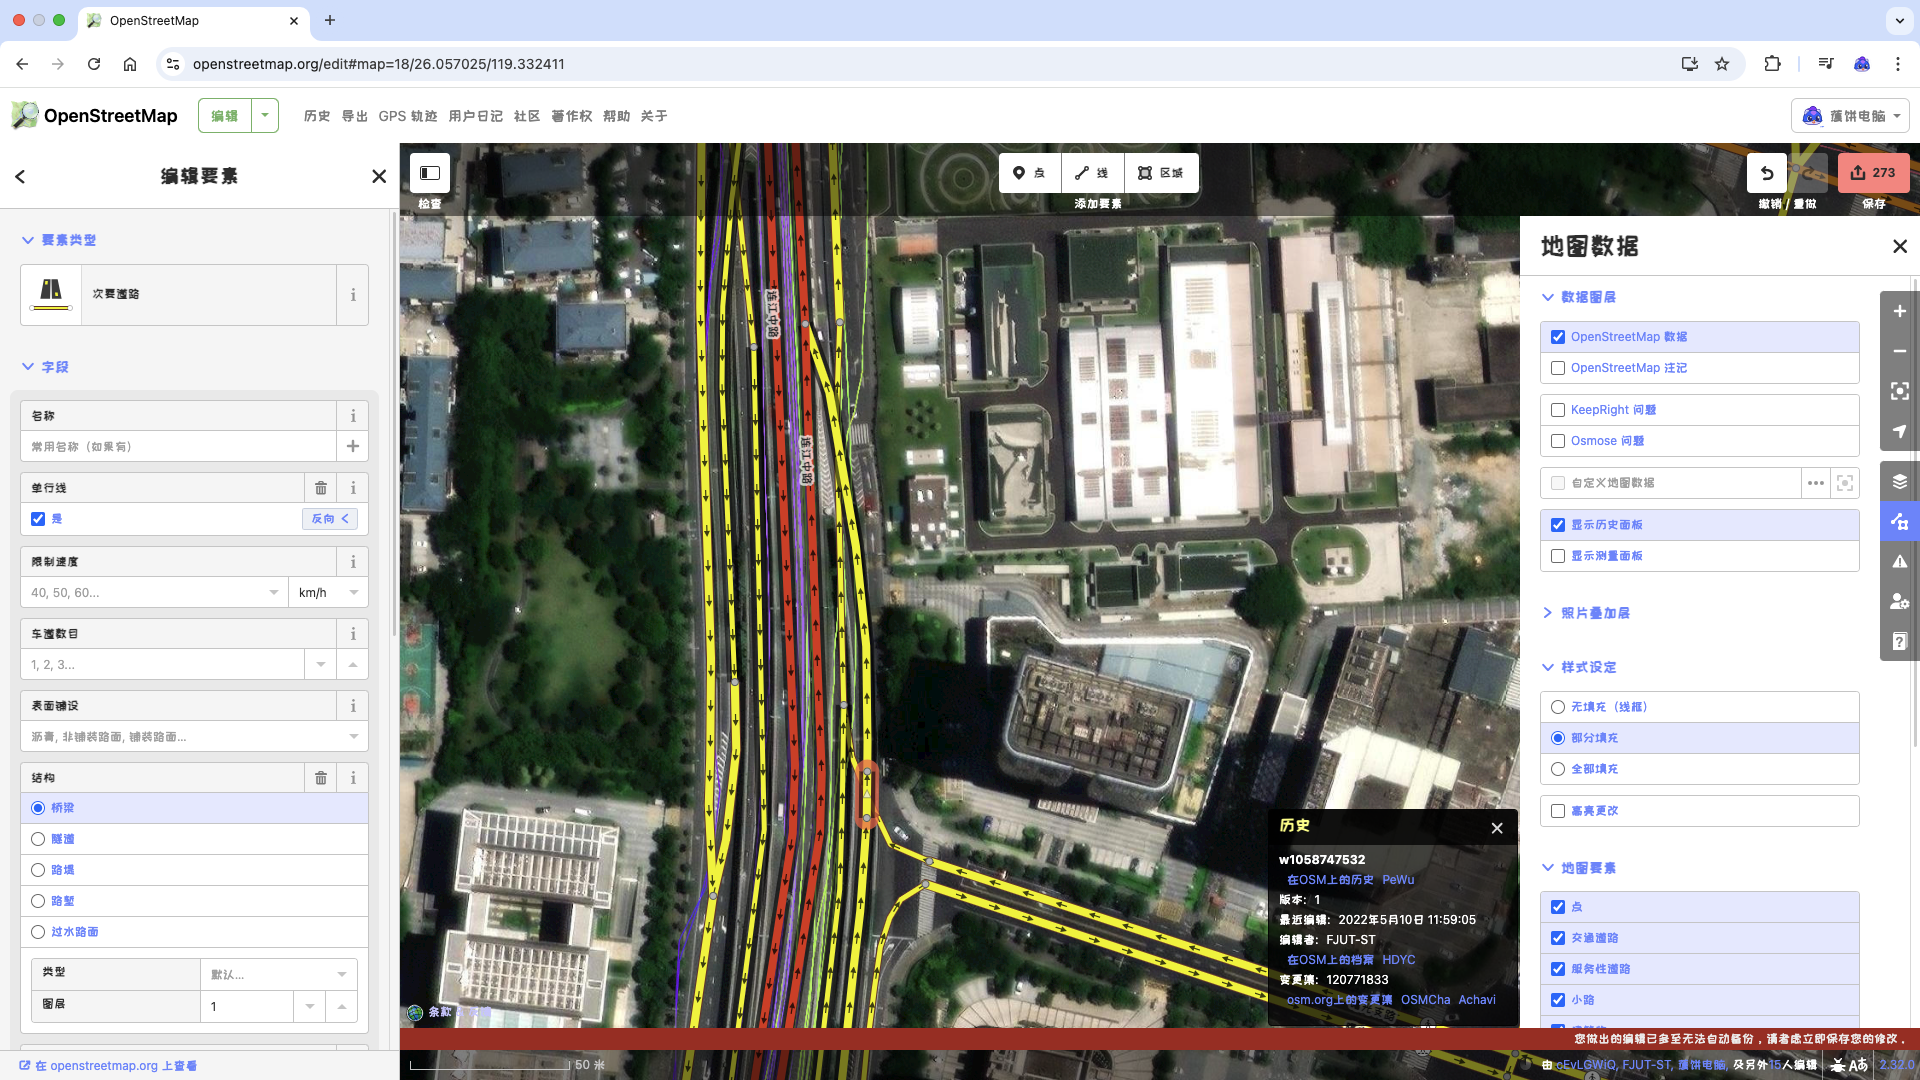 OpenStreetMap
openstreetmap.org/edit#map=18/26.057025/119.332411
OpenStreetMap
编辑
历史 导出 GPS 轨迹 用户日记 社区 著作权 帮助 关于
薄饼电脑
编辑要素
要素类型
次要道路
字段
名称
常用名称（如果有）
单行线
是
反向
限制速度
40, 50, 60...
km/h
车道数目
1, 2, 3...
表面铺设
沥青, 非铺装路面, 铺装路面...
结构
桥梁
隧道
路堤
路堑
过水路面
类型
默认...
图层
1
在 openstreetmap.org 上查看
检查
点
线
区域
添加要素
撤销 / 重做
273
保存
连江中路
连江中路
条款
50 米
历史
w1058747532
在OSM上的历史 PeWu
版本: 1
最近编辑: 2022年5月10日 11:59:05
编辑者: FJUT-ST
在OSM上的档案 HDYC
变更集: 120771833
osm.org上的变更集 OSMCha Achavi
地图数据
数据图层
OpenStreetMap 数据
OpenStreetMap 注记
KeepRight 问题
Osmose 问题
自定义地图数据
显示历史面板
显示测量面板
照片叠加层
样式设定
无填充（线框）
部分填充
全部填充
高亮更改
地图要素
点
交通道路
服务性道路
小路
您做出的编辑已多至无法自动备份，请考虑立即保存您的修改．
由 cEvLGWiQ, FJUT-ST, 薄饼电脑, 及另外15人编辑
2.32.0